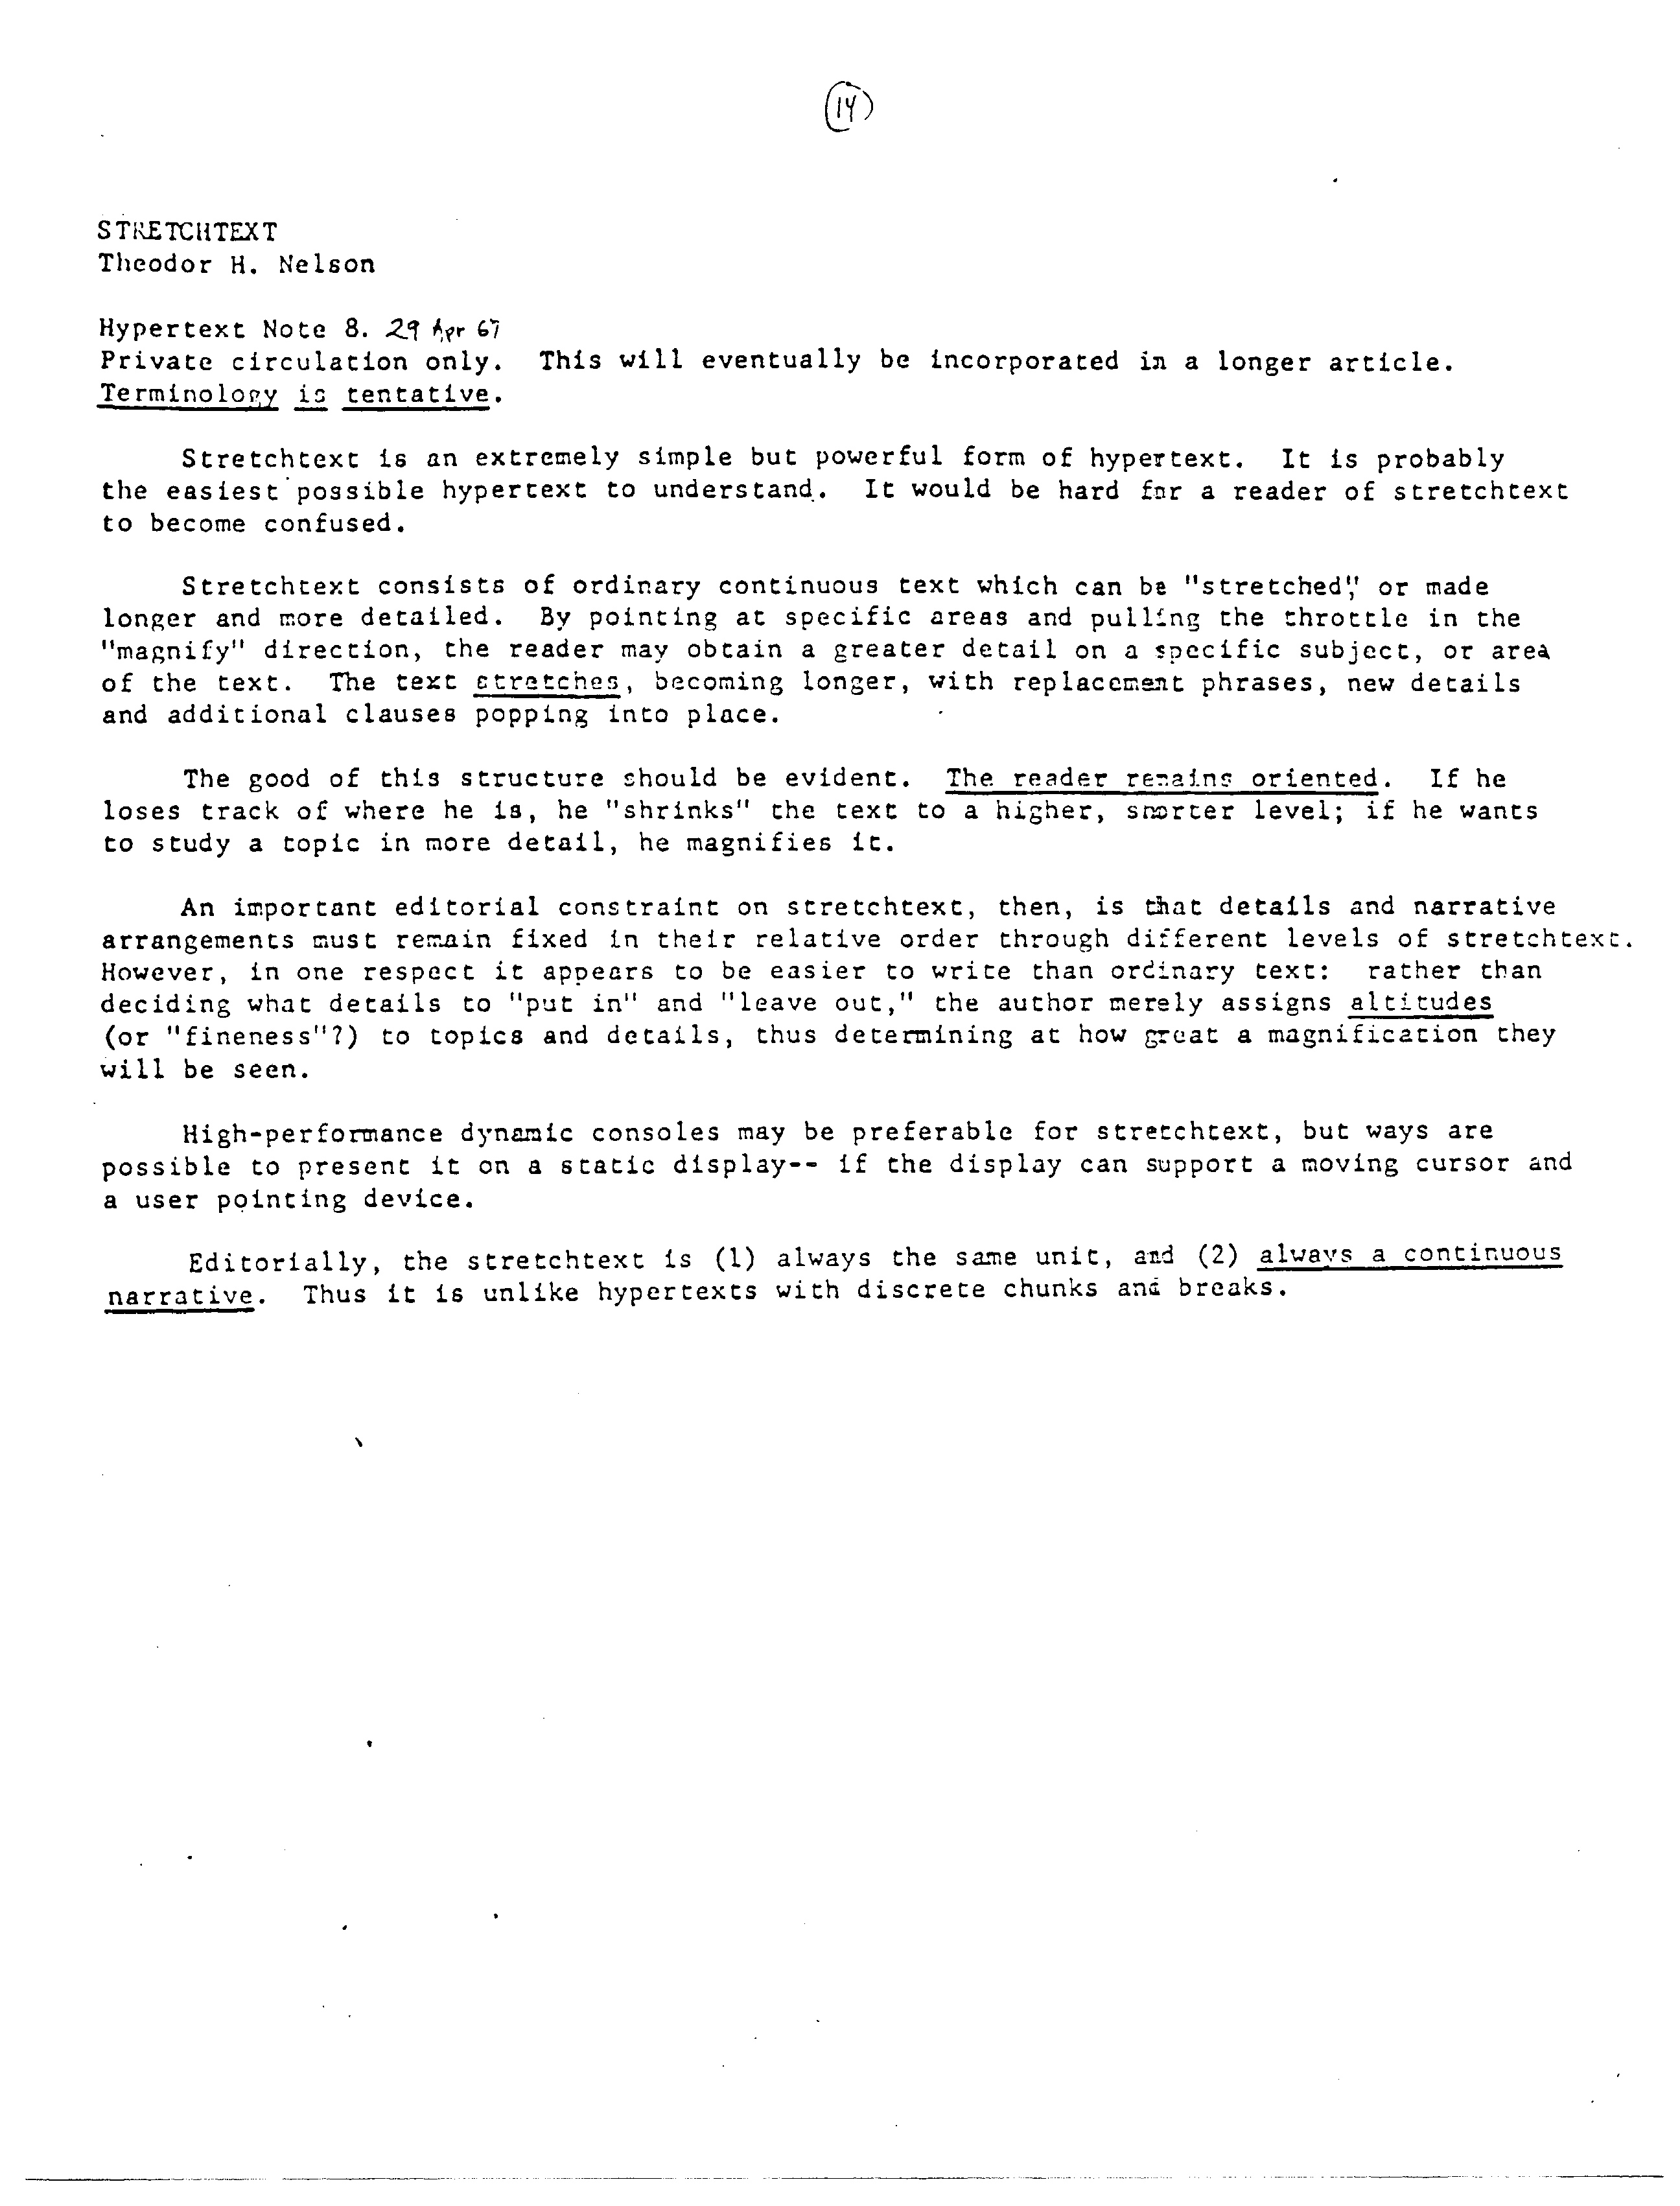 14
STRETCHTEXT
Theodor H. Nelson
Hypertext Note 8. 29 Apr 67
Private circulation only. This will eventually be incorporated in a longer article.
Terminology is tentative.
Stretchtext is an extremely simple but powerful form of hypertext. It is probably
the easiest possible hypertext to understand. It would be hard for a reader of stretchtext
to become confused.
Stretchtext consists of ordinary continuous text which can be "stretched," or made
longer and more detailed. By pointing at specific areas and pulling the throttle in the
"magnify" direction, the reader may obtain a greater detail on a specific subject, or area
of the text. The text stretches, becoming longer, with replacement phrases, new details
and additional clauses popping into place.
The good of this structure should be evident. The reader remains oriented. If he
loses track of where he is, he "shrinks" the text to a higher, shorter level; if he wants
to study a topic in more detail, he magnifies it.
An important editorial constraint on stretchtext, then, is that details and narrative
arrangements must remain fixed in their relative order through different levels of stretchtext.
However, in one respect it appears to be easier to write than ordinary text: rather than
deciding what details to "put in" and "leave out," the author merely assigns altitudes
(or "fineness"?) to topics and details, thus determining at how great a magnification they
will be seen.
High-performance dynamic consoles may be preferable for stretchtext, but ways are
possible to present it on a static display-- if the display can support a moving cursor and
a user pointing device.
Editorially, the stretchtext is (1) always the same unit, and (2) always a continuous
narrative. Thus it is unlike hypertexts with discrete chunks and breaks.